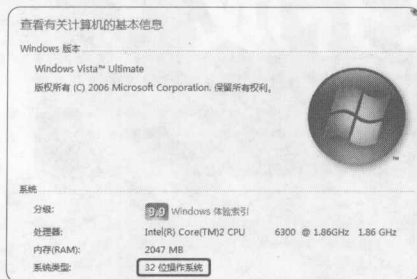 查看有关计算机的基本信息
Windows 版本
Windows Vista™ Ultimate
版权所有 (C) 2006 Microsoft Corporation. 保留所有权利。
™
系统
分级: 9.9 Windows 体验索引
处理器: Intel(R) Core(TM)2 CPU 6300 @ 1.86GHz 1.86 GHz
内存(RAM): 2047 MB
系统类型: 32 位操作系统